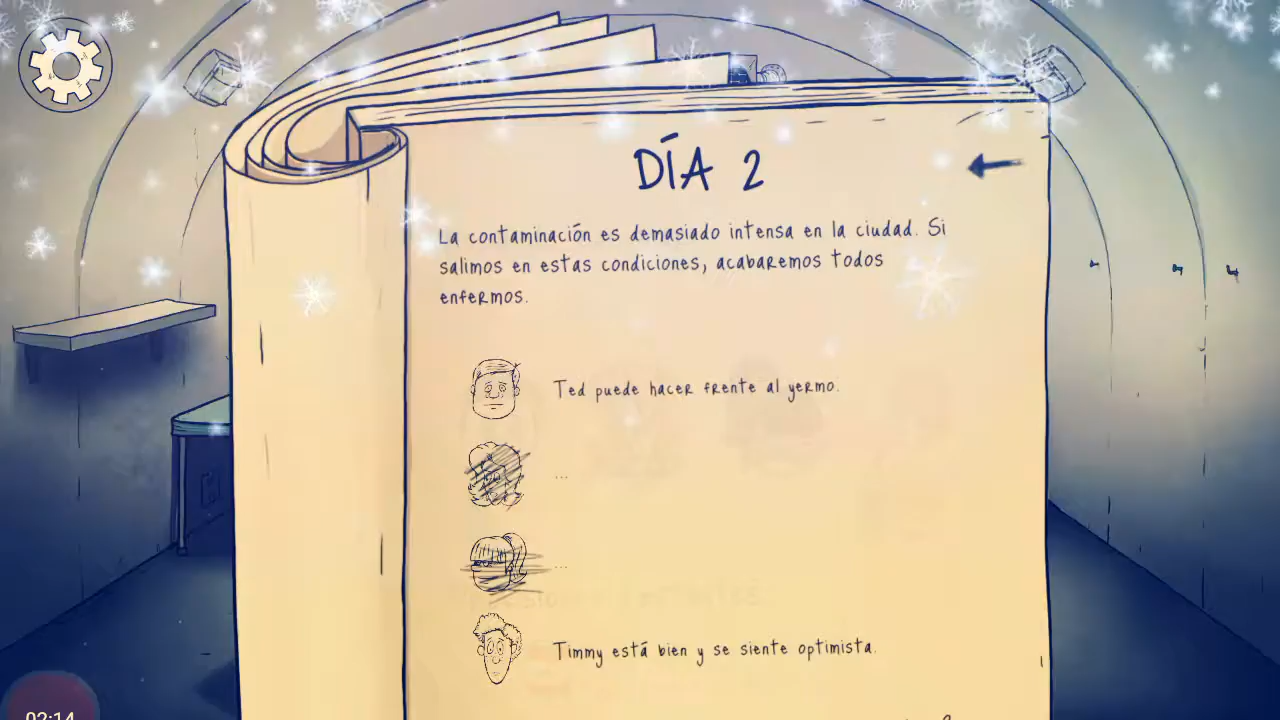 DÍA 2
La contaminación es demasiado intensa en la ciudad. Si
salimos en estas condiciones, acabaremos todos
enfermos.
Ted puede hacer frente al yermo.
...
...
Timmy está bien y se siente optimista.
02:14